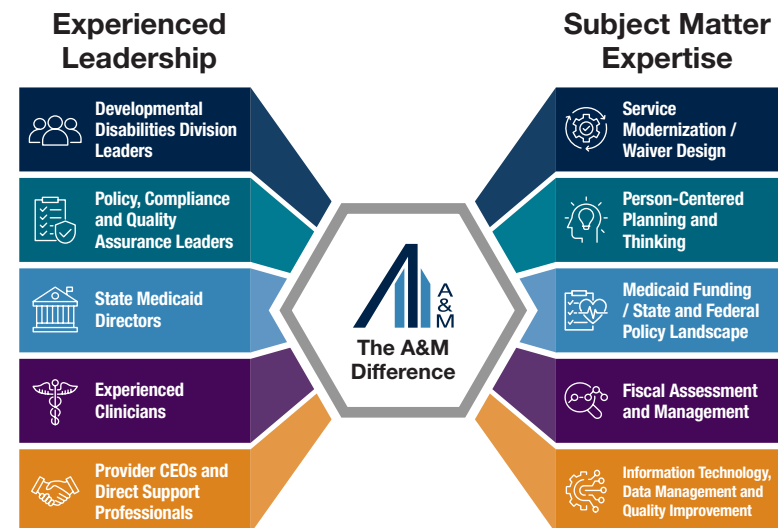 Experienced
Leadership
Developmental
Disabilities Division
Leaders
Policy, Compliance
and Quality
Assurance Leaders
State Medicaid
Directors
Experienced
Clinicians
Provider CEOs and
Direct Support
Professionals
A
&
M
The A&M
Difference
Subject Matter
Expertise
Service
Modernization /
Waiver Design
Person-Centered
Planning and
Thinking
Medicaid Funding
/ State and Federal
Policy Landscape
Fiscal Assessment
and Management
Information Technology,
Data Management and
Quality Improvement